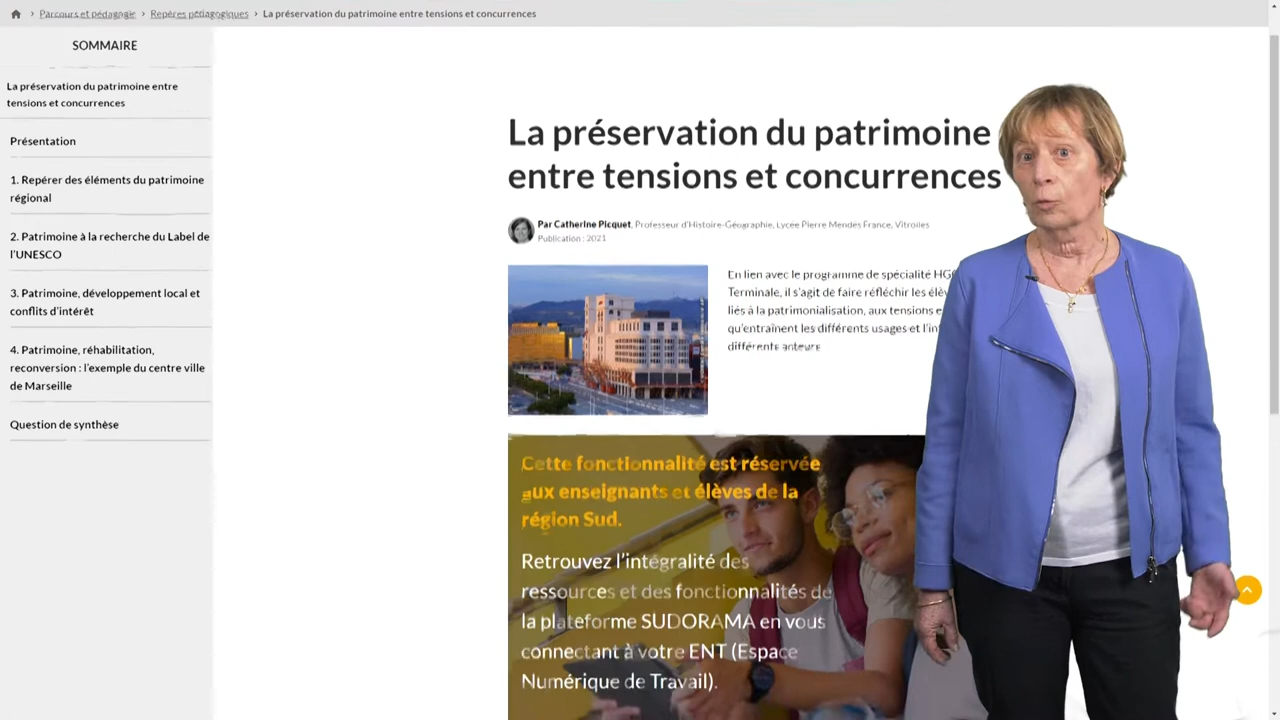 Parcours et pédagogie › Repères pédagogiques › La préservation du patrimoine entre tensions et concurrences
SOMMAIRE
La préservation du patrimoine entre
tensions et concurrences
Présentation
1. Repérer des éléments du patrimoine
régional
2. Patrimoine à la recherche du Label de
l'UNESCO
3. Patrimoine, développement local et
conflits d'intérêt
4. Patrimoine, réhabilitation,
reconversion : l'exemple du centre ville
de Marseille
Question de synthèse
La préservation du patrimoine
entre tensions et concurrences
Par Catherine Picquet, Professeur d'Histoire-Géographie, Lycée Pierre Mendès France, Vitrolles
Publication : 2021
En lien avec le programme de spécialité
Terminale, il s'agit de faire réfléchir les
liés à la patrimonialisation, aux tensions
qu'entraînent les différents usages et
différents acteurs
Cette fonctionnalité est réservée
aux enseignants et élèves de la
région Sud.
Retrouvez l'intégralité des
ressources et des fonctionnalités de
la plateforme SUDORAMA en vous
connectant à votre ENT (Espace
Numérique de Travail).